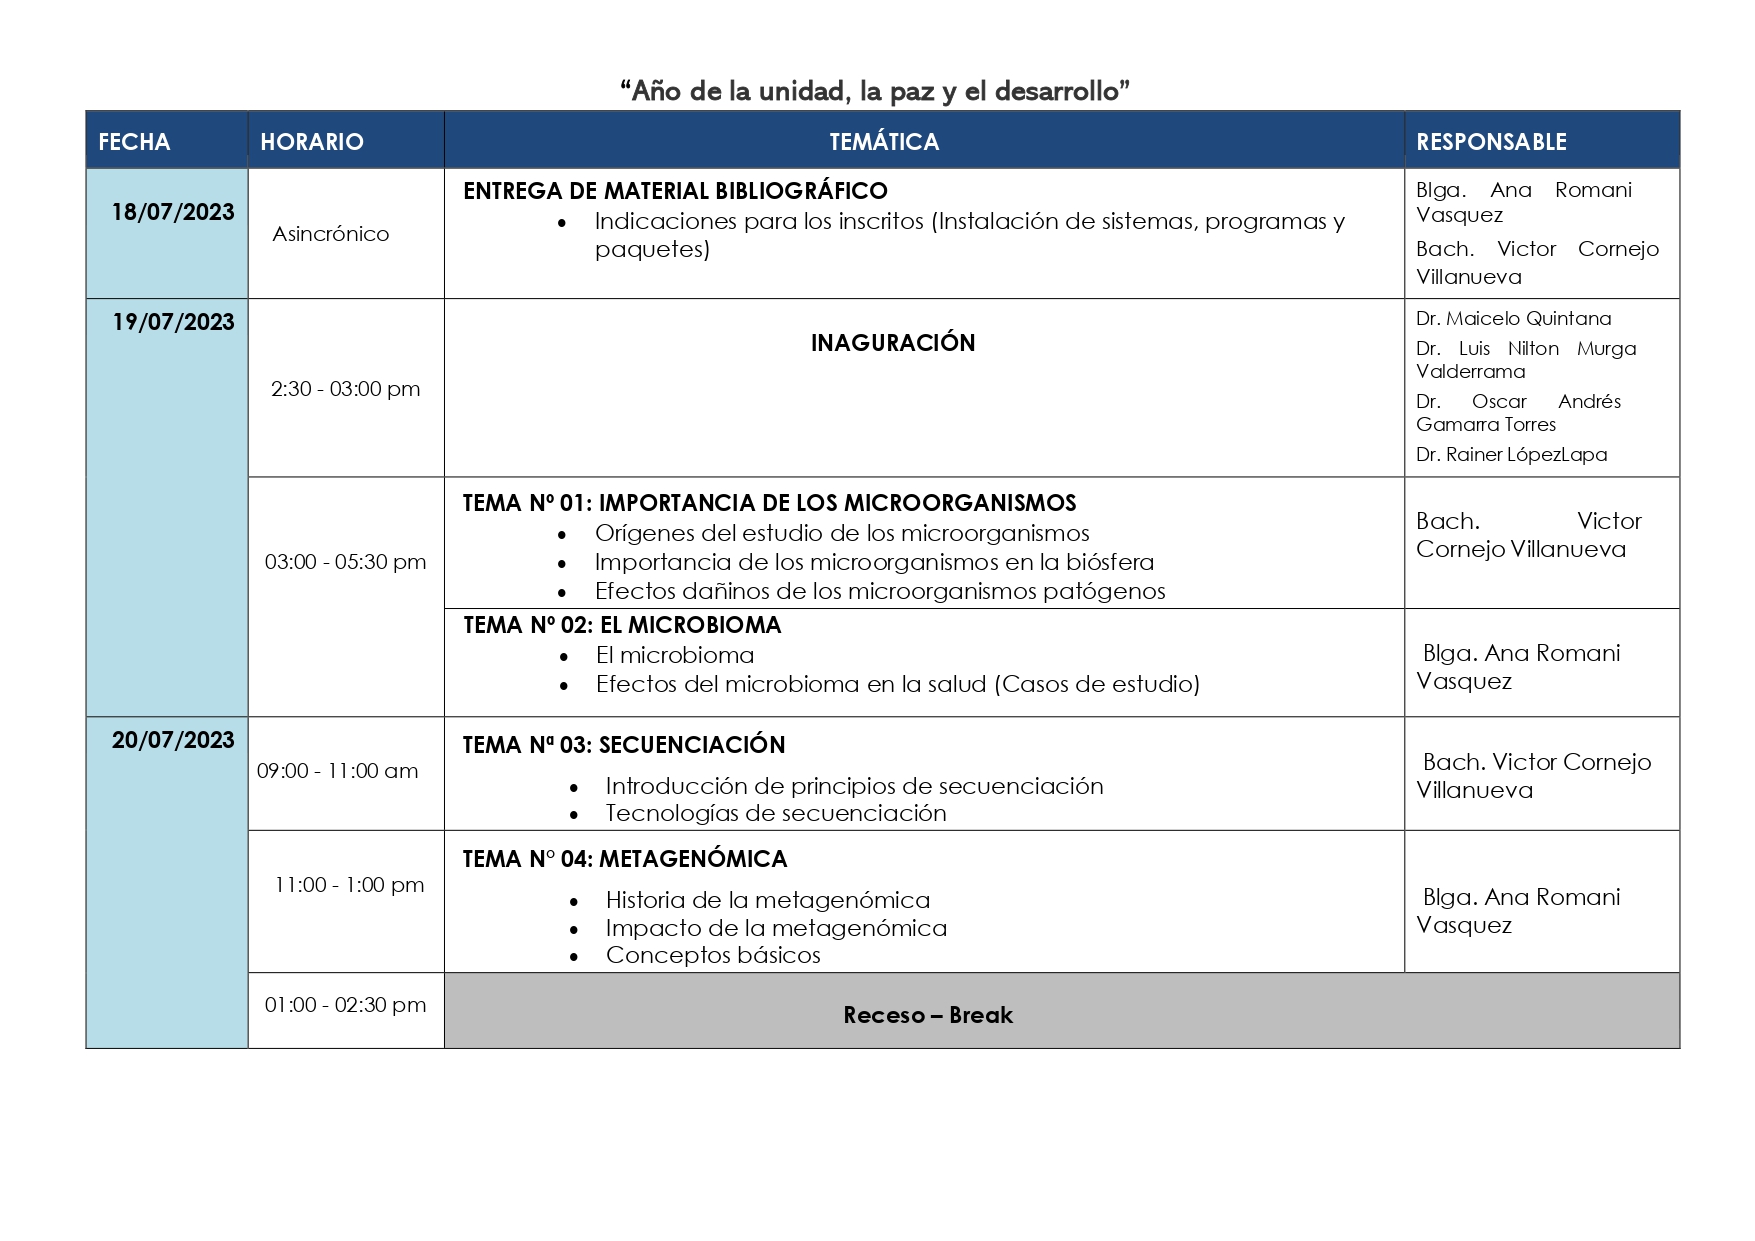 “Año de la unidad, la paz y el desarrollo”
FECHA HORARIO TEMÁTICA RESPONSABLE
18/07/2023
Asincrónico
ENTREGA DE MATERIAL BIBLIOGRÁFICO
• Indicaciones para los inscritos (Instalación de sistemas, programas y
paquetes)
Blga. Ana Romani
Vasquez
Bach. Victor Cornejo
Villanueva
19/07/2023
2:30 - 03:00 pm
INAGURACIÓN
Dr. Maicelo Quintana
Dr. Luis Nilton Murga
Valderrama
Dr. Oscar Andrés
Gamarra Torres
Dr. Rainer LópezLapa
03:00 - 05:30 pm
TEMA Nº 01: IMPORTANCIA DE LOS MICROORGANISMOS
• Orígenes del estudio de los microorganismos
• Importancia de los microorganismos en la biósfera
• Efectos dañinos de los microorganismos patógenos
Bach. Victor
Cornejo Villanueva
TEMA Nº 02: EL MICROBIOMA
• El microbioma
• Efectos del microbioma en la salud (Casos de estudio)
Blga. Ana Romani
Vasquez
20/07/2023
09:00 - 11:00 am
TEMA Nª 03: SECUENCIACIÓN
• Introducción de principios de secuenciación
• Tecnologías de secuenciación
Bach. Victor Cornejo
Villanueva
11:00 - 1:00 pm
TEMA N° 04: METAGENÓMICA
• Historia de la metagenómica
• Impacto de la metagenómica
• Conceptos básicos
Blga. Ana Romani
Vasquez
01:00 - 02:30 pm
Receso – Break